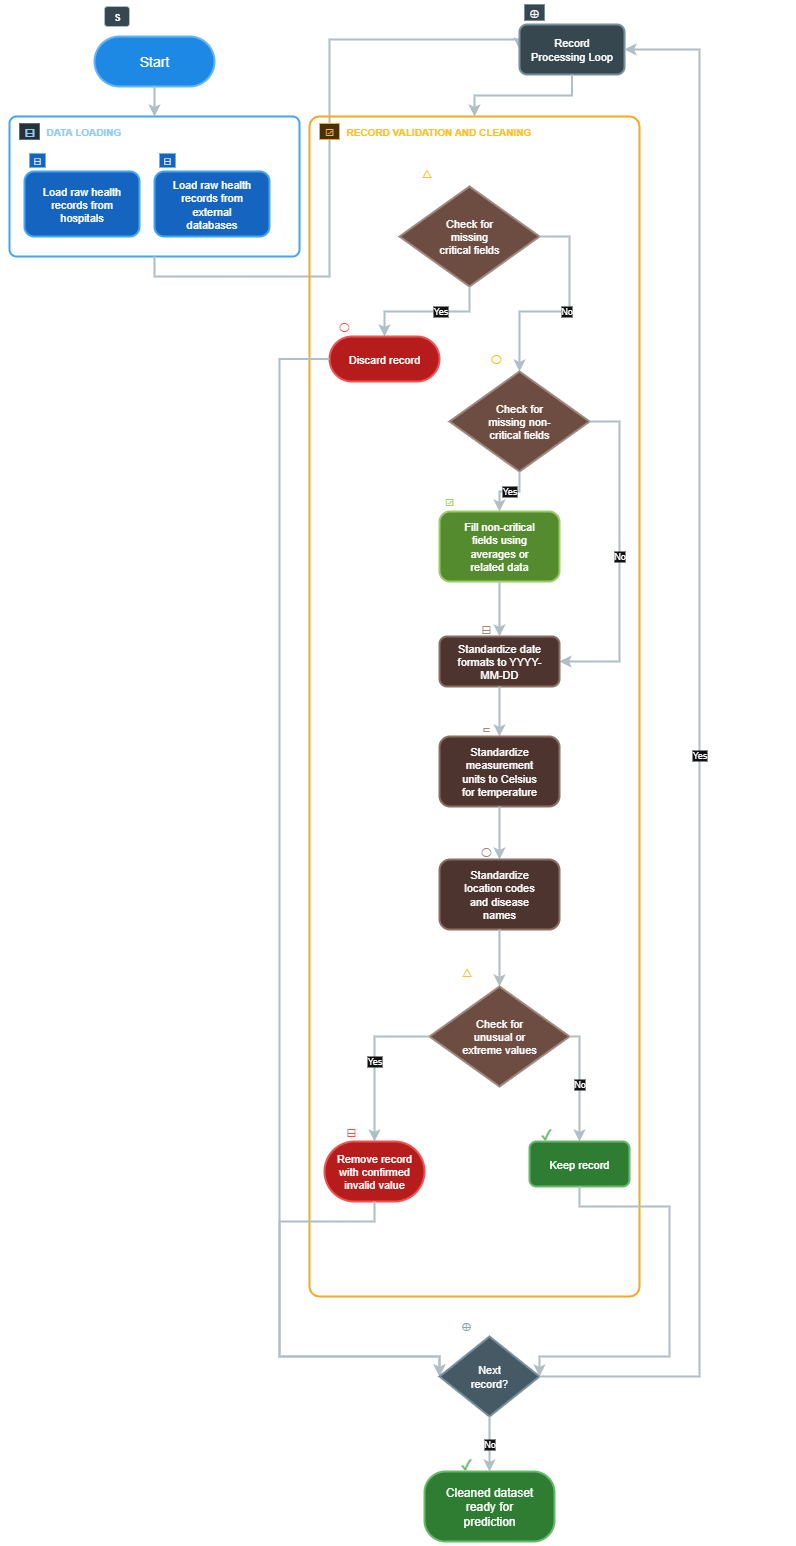 S
Start
Record
Processing Loop
DATA LOADING
Load raw health
records from
hospitals
Load raw health
records from
external
databases
RECORD VALIDATION AND CLEANING
Check for
missing
critical fields
Yes
No
Discard record
Check for
missing non-
critical fields
Yes
No
Fill non-critical
fields using
averages or
related data
Standardize date
formats to YYYY-
MM-DD
Standardize
measurement
units to Celsius
for temperature
Yes
Standardize
location codes
and disease
names
Check for
unusual or
extreme values
Yes
No
Remove record
with confirmed
invalid value
Keep record
Next
record?
No
Cleaned dataset
ready for
prediction